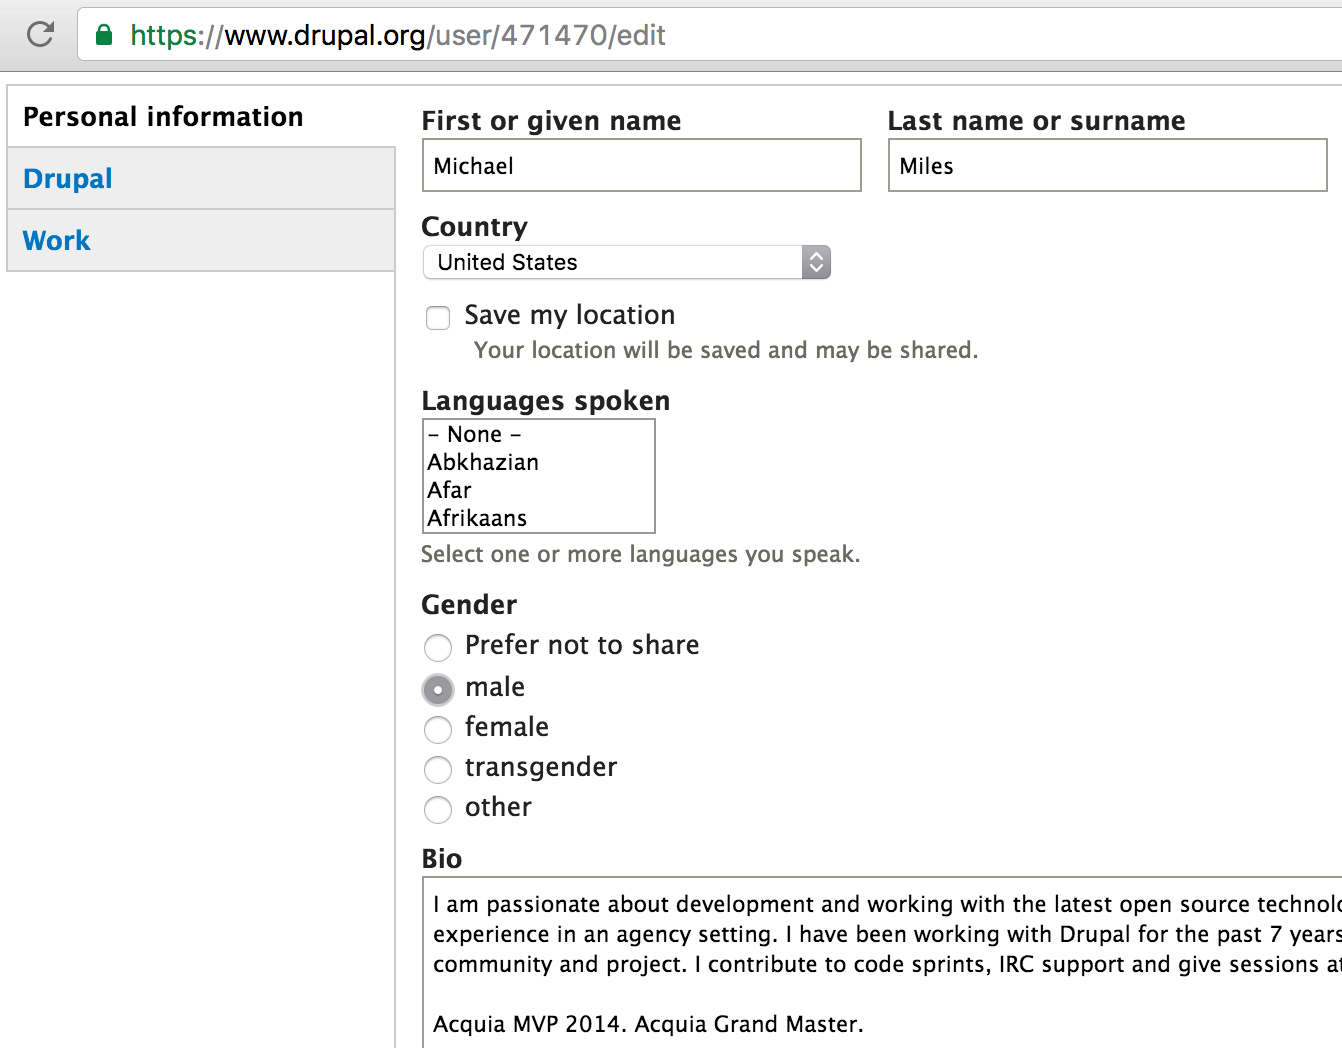 https://www.drupal.org/user/471470/edit
Personal information
Drupal
Work
First or given name
Last name or surname
Michael
Miles
Country
United States
Save my location
Your location will be saved and may be shared.
Languages spoken
- None -
Abkhazian
Afar
Afrikaans
Select one or more languages you speak.
Gender
Prefer not to share
male
female
transgender
other
Bio
I am passionate about development and working with the latest open source
experience in an agency setting. I have been working with Drupal for the past 7 years
community and project. I contribute to code sprints, IRC support and give sessions
Acquia MVP 2014. Acquia Grand Master.